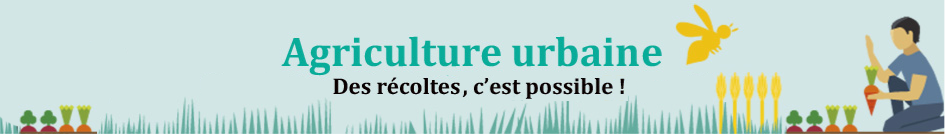 Agriculture urbaine
Des récoltes, c’est possible !